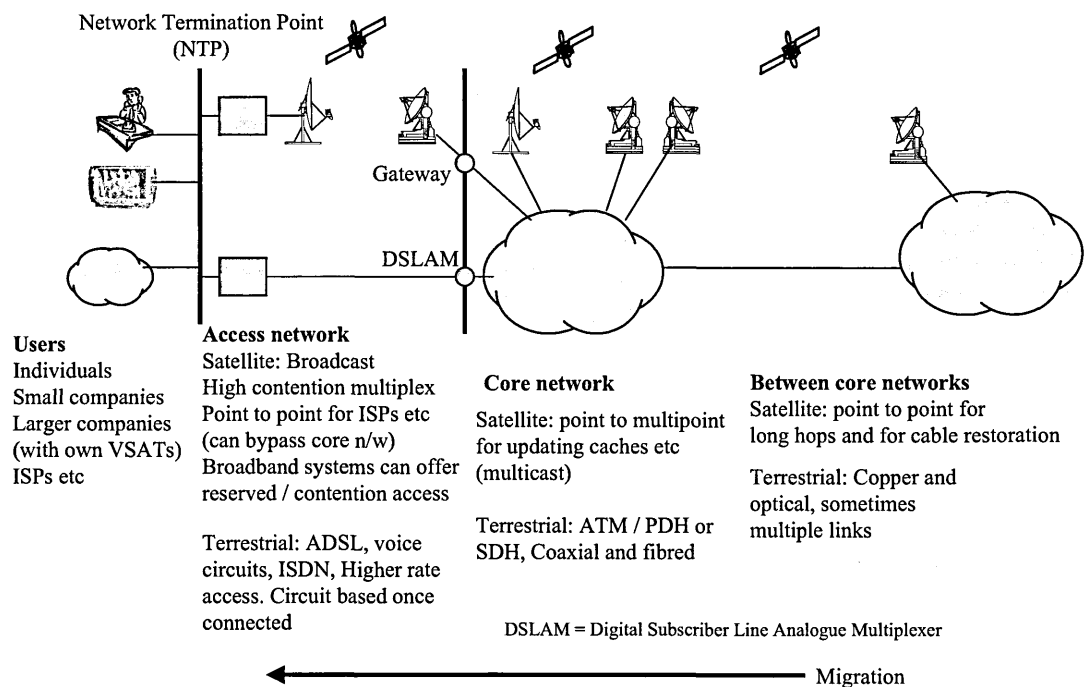 Network Termination Point
(NTP)
Gateway
DSLAM
Users
Individuals
Small companies
Larger companies
(with own VSATs)
ISPs etc
Access network
Satellite: Broadcast
High contention multiplex
Point to point for ISPs etc
(can bypass core n/w)
Broadband systems can offer
reserved / contention access
Terrestrial: ADSL, voice
circuits, ISDN, Higher rate
access. Circuit based once
connected
Core network
Satellite: point to multipoint
for updating caches etc
(multicast)
Terrestrial: ATM / PDH or
SDH, Coaxial and fibred
Between core networks
Satellite: point to point for
long hops and for cable restoration
Terrestrial: Copper and
optical, sometimes
multiple links
DSLAM = Digital Subscriber Line Analogue Multiplexer
Migration